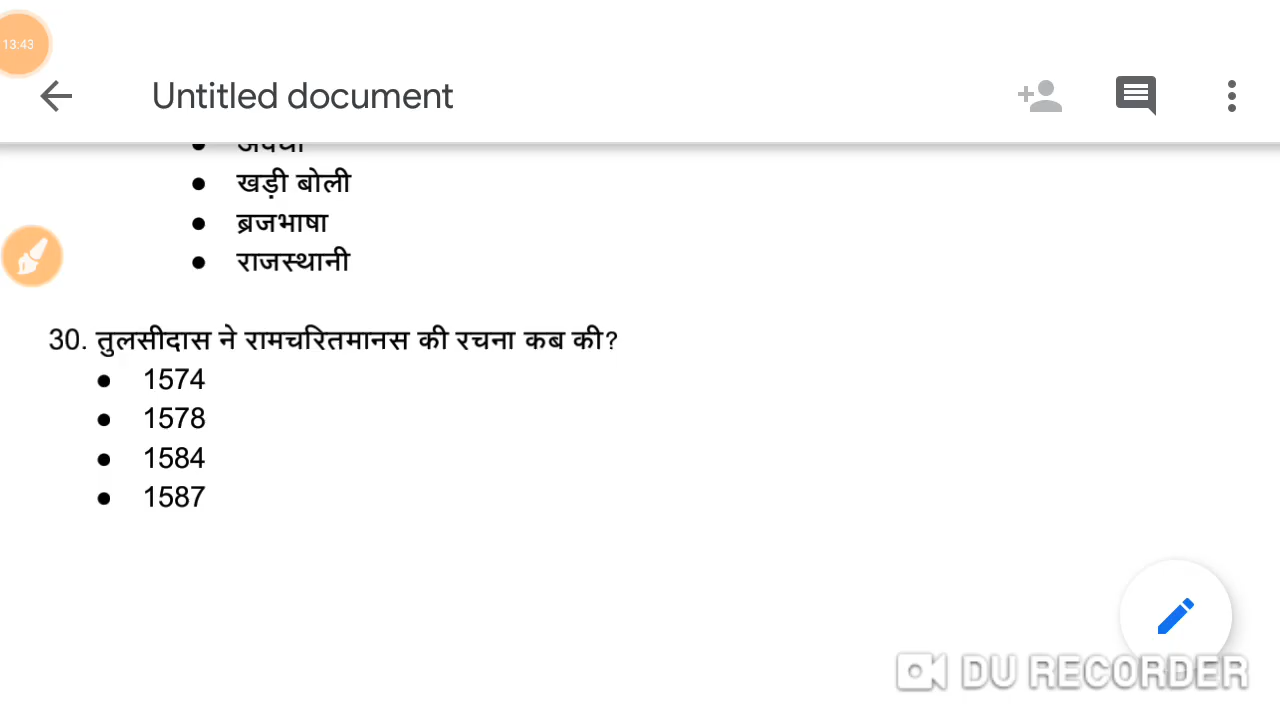 13:43
Untitled document
खड़ी बोली
ब्रजभाषा
राजस्थानी
30. तुलसीदास ने रामचरितमानस की रचना कब की?
1574
1578
1584
1587
DU RECORDER